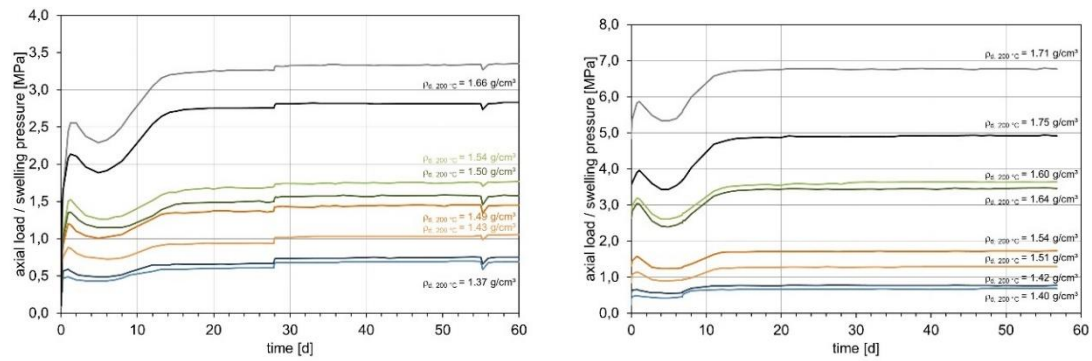 4,0
3,5
3,0
2,5
2,0
1,5
1,0
0,5
0,0
axial load / swelling pressure [MPa]
ρd, 200 °C = 1.66 g/cm³
ρd, 200 °C = 1.54 g/cm³
ρd, 200 °C = 1.50 g/cm³
ρd, 200 °C = 1.49 g/cm³
ρd, 200 °C = 1.43 g/cm³
ρd, 200 °C = 1.37 g/cm³
0 10 20 30 40 50 60
time [d]
8,0
7,0
6,0
5,0
4,0
3,0
2,0
1,0
0,0
axial load / swelling pressure [MPa]
ρd, 200 °C = 1.71 g/cm³
ρd, 200 °C = 1.75 g/cm³
ρd, 200 °C = 1.60 g/cm³
ρd, 200 °C = 1.64 g/cm³
ρd, 200 °C = 1.54 g/cm³
ρd, 200 °C = 1.51 g/cm³
ρd, 200 °C = 1.42 g/cm³
ρd, 200 °C = 1.40 g/cm³
0 10 20 30 40 50 60
time [d]